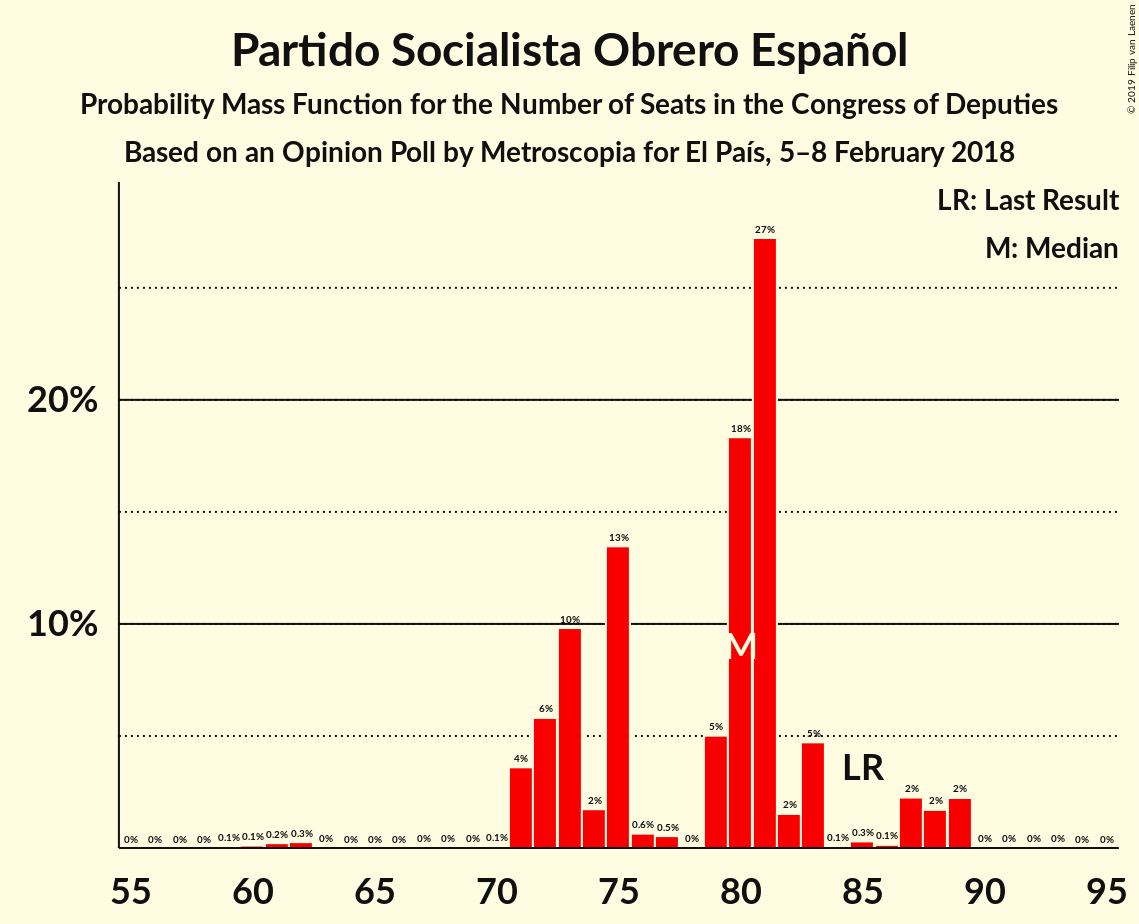 Partido Socialista Obrero Español
Probability Mass Function for the Number of Seats in the Congress of Deputies
Based on an Opinion Poll by Metroscopia for El País, 5–8 February 2018
© 2019 Filip van Laenen
LR: Last Result
M: Median
20%
10%
0% 0% 0% 0% 0.1% 0.1% 0.2% 0.3% 0% 0% 0% 0% 0% 0% 0% 0.1% 4% 6% 10% 2% 13% 0.6% 0.5% 0% 5% 18% 27% 2% 5% 0.1% 0.3% 0.1% 2% 2% 2% 0% 0% 0% 0% 0% 0%
M
LR
55 60 65 70 75 80 85 90 95